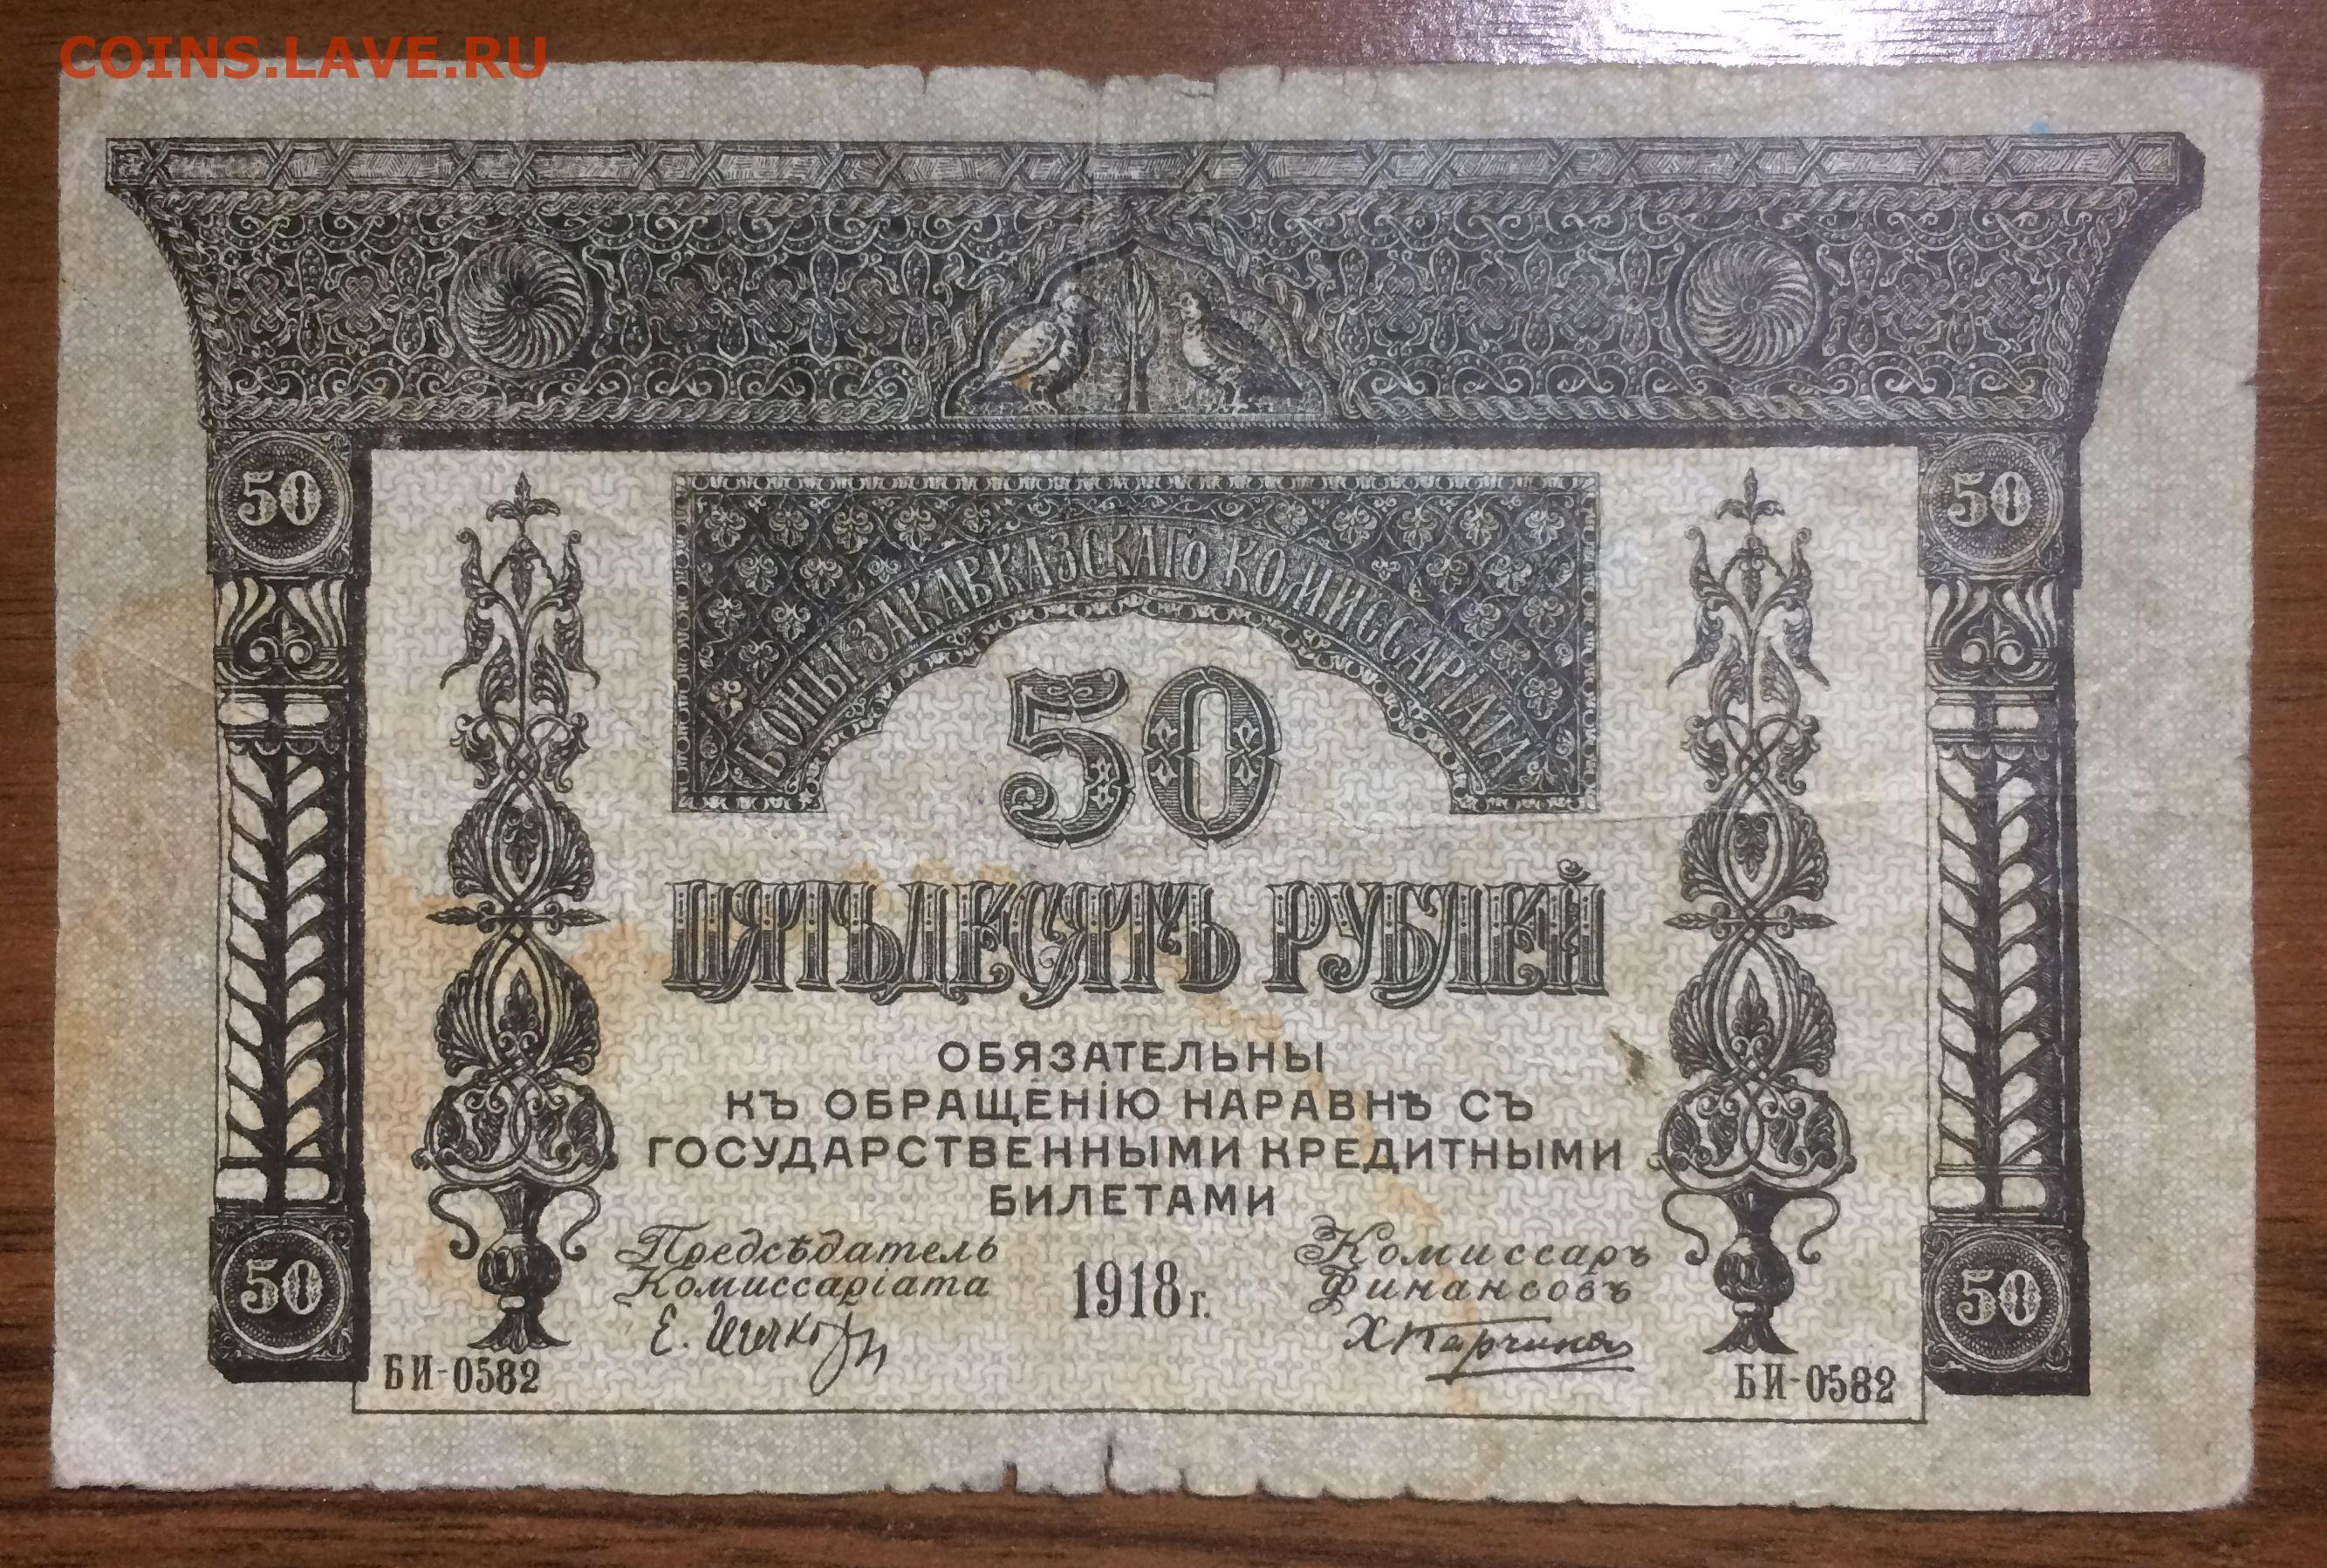 COINS.LAVE.RU
50 50
БОНЫ ЗАКАВКАЗСКАГО КОМИССАРІАТА
50
ПЯТЬДЕСЯТЪ РУБЛЕЙ
ОБЯЗАТЕЛЬНЫ
КЪ ОБРАЩЕНІЮ НАРАВНѢ СЪ
ГОСУДАРСТВЕННЫМИ КРЕДИТНЫМИ
БИЛЕТАМИ
Предсѣдатель Комиссаръ
Комиссаріата 1918 г. Финансовъ
50 50
Е.
БИ-0582 БИ-0582